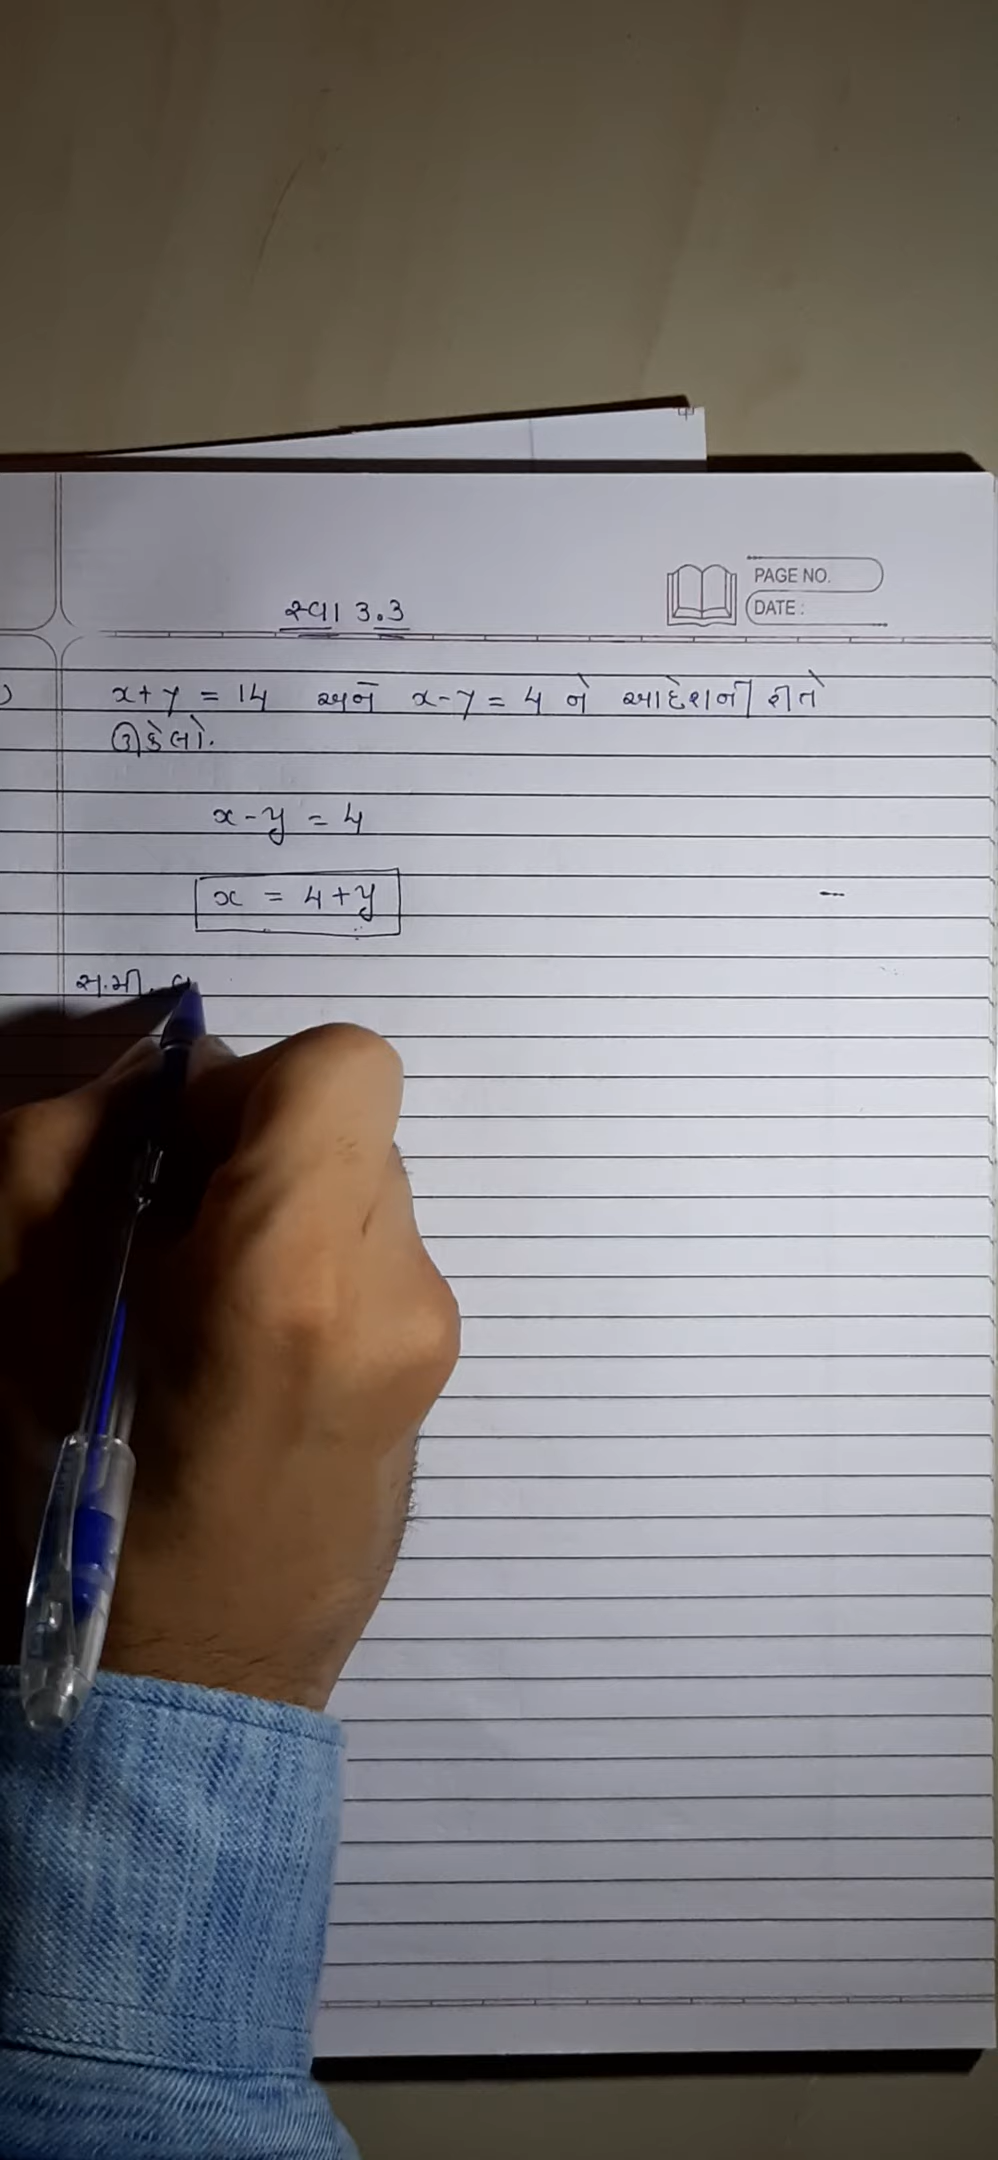 PAGE NO.
DATE :
સ્વા 3.3
x + y = 14 અને x - y = 4 ને આદેશની રીતે
ઉકેલો.
x - y = 4
x = 4 + y
સ.મી.